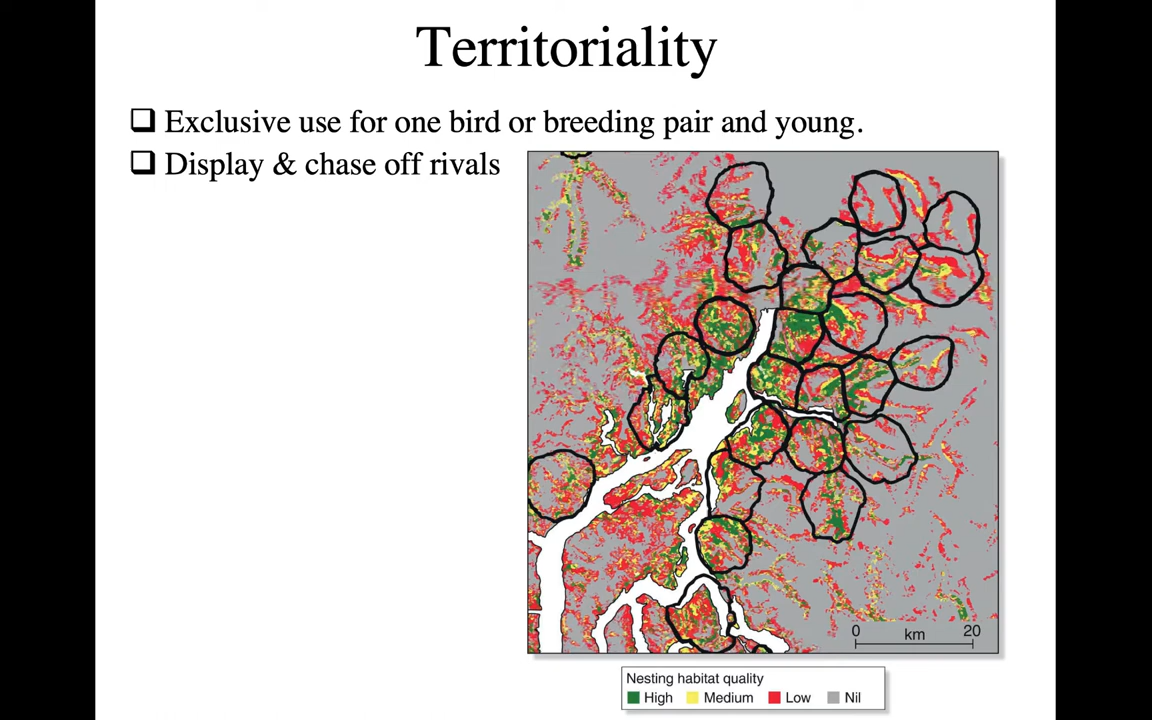 Territoriality
❑ Exclusive use for one bird or breeding pair and young.
❑ Display & chase off rivals
0 km 20
Nesting habitat quality
High Medium Low Nil